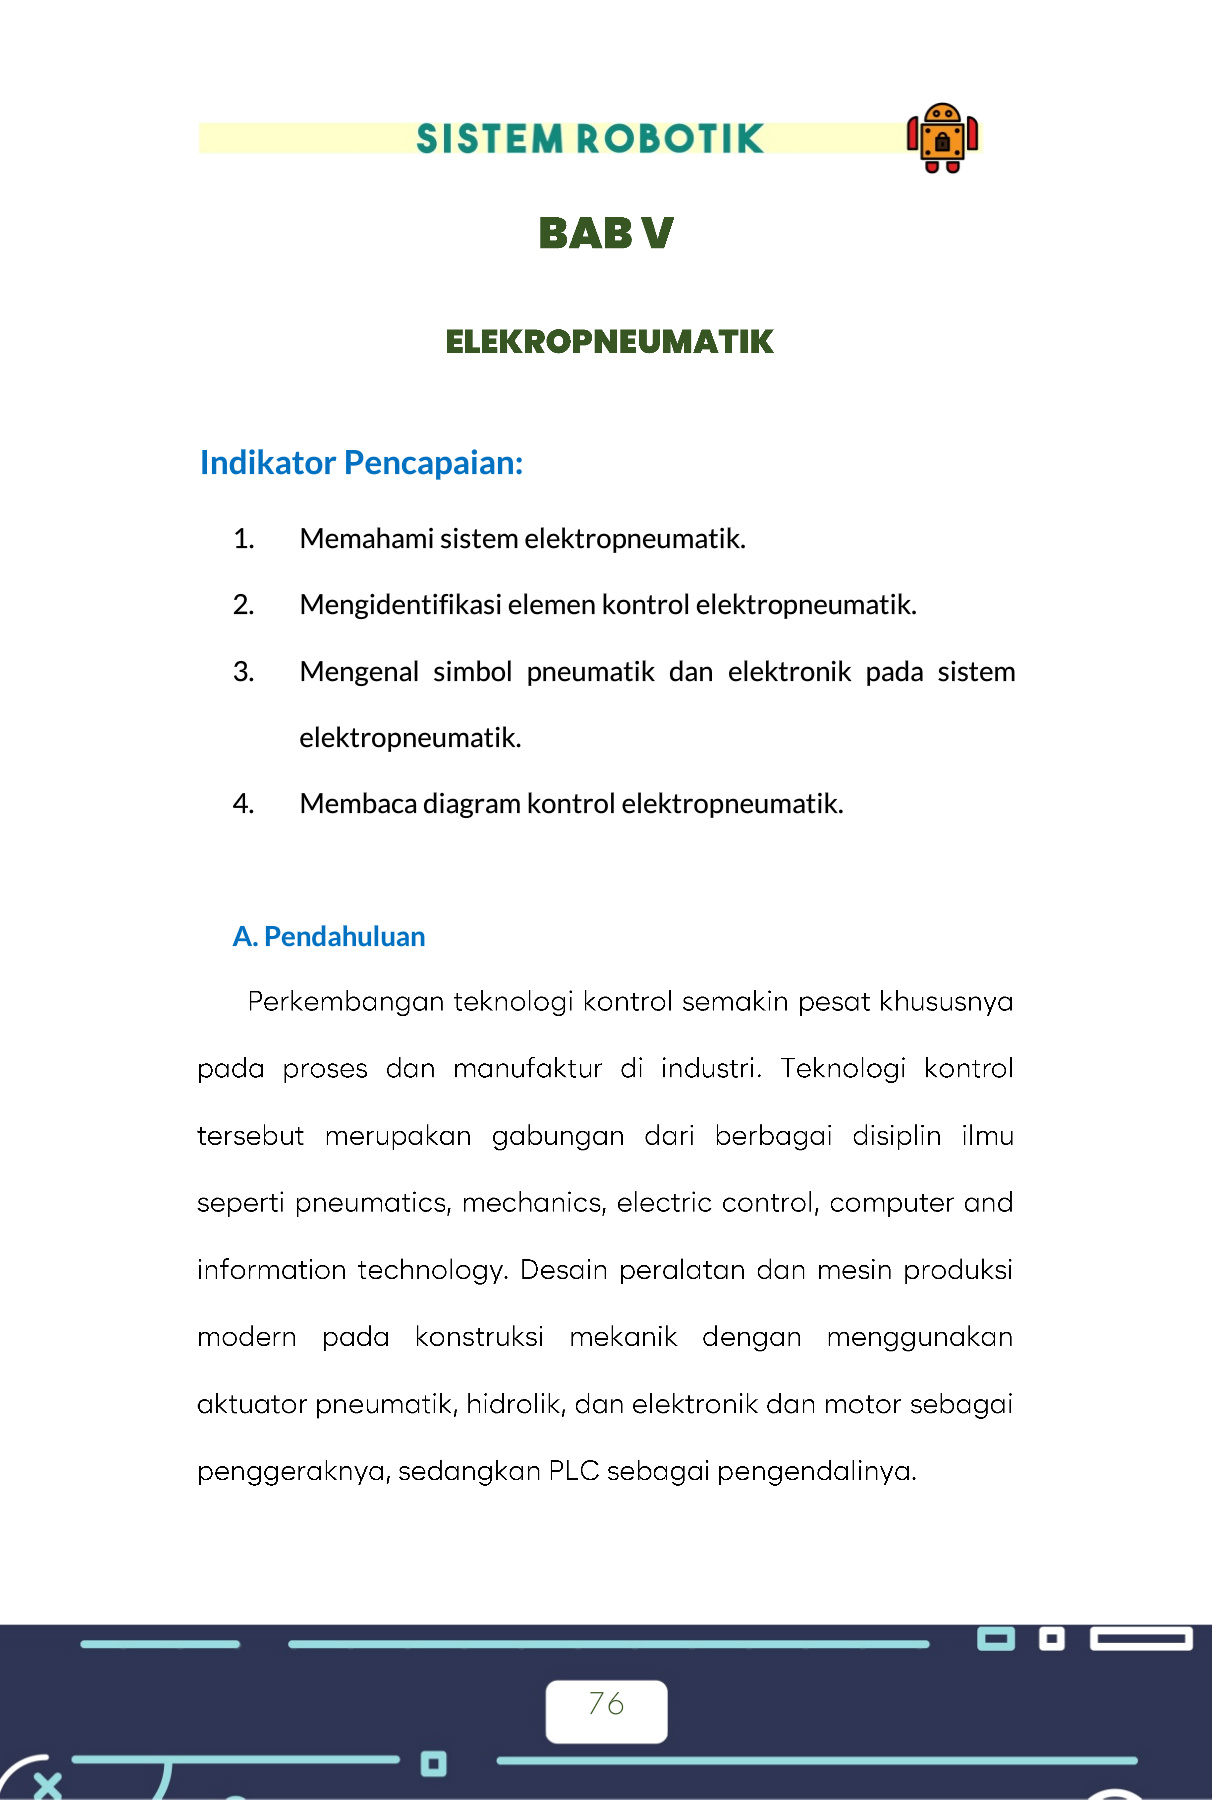 SISTEM ROBOTIK
BAB V
ELEKROPNEUMATIK
Indikator Pencapaian:
1. Memahami sistem elektropneumatik.
2. Mengidentifikasi elemen kontrol elektropneumatik.
3. Mengenal simbol pneumatik dan elektronik pada sistem
elektropneumatik.
4. Membaca diagram kontrol elektropneumatik.
A. Pendahuluan
Perkembangan teknologi kontrol semakin pesat khususnya
pada proses dan manufaktur di industri. Teknologi kontrol
tersebut merupakan gabungan dari berbagai disiplin ilmu
seperti pneumatics, mechanics, electric control, computer and
information technology. Desain peralatan dan mesin produksi
modern pada konstruksi mekanik dengan menggunakan
aktuator pneumatik, hidrolik, dan elektronik dan motor sebagai
penggeraknya, sedangkan PLC sebagai pengendalinya.
76